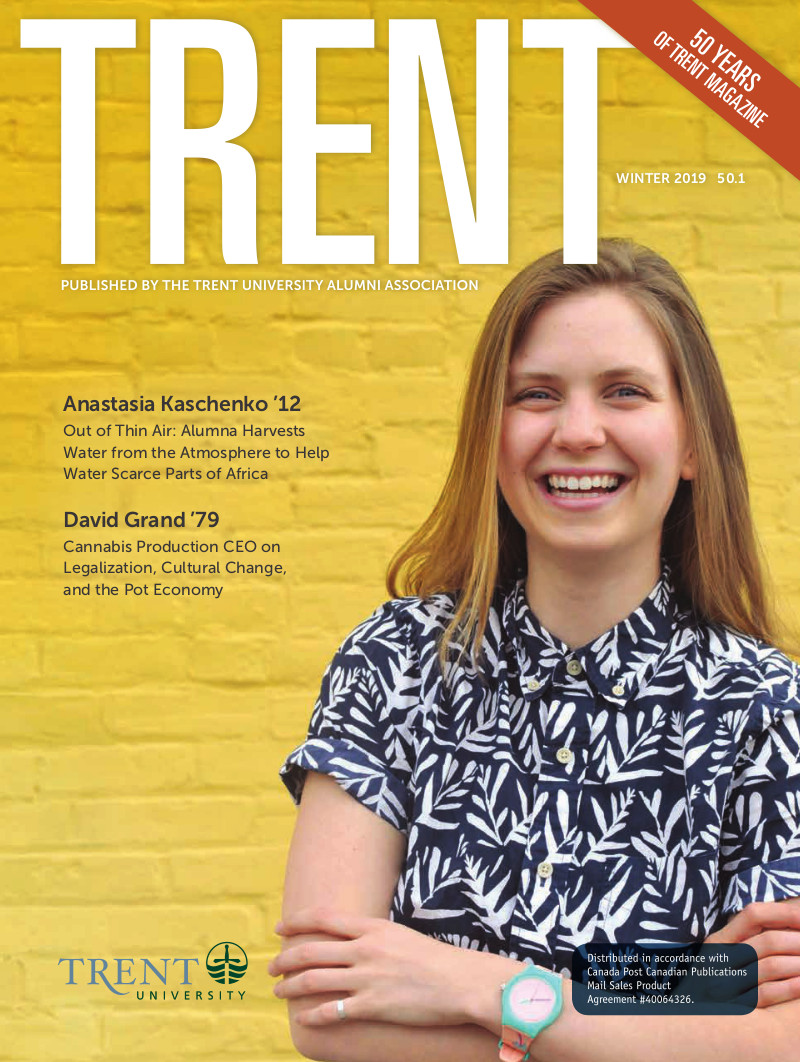 TRENT
50 YEARS
OF TRENT MAGAZINE
WINTER 2019 50.1
PUBLISHED BY THE TRENT UNIVERSITY ALUMNI ASSOCIATION
Anastasia Kaschenko ’12
Out of Thin Air: Alumna Harvests
Water from the Atmosphere to Help
Water Scarce Parts of Africa
David Grand ’79
Cannabis Production CEO on
Legalization, Cultural Change,
and the Pot Economy
TRENT
UNIVERSITY
Distributed in accordance with
Canada Post Canadian Publications
Mail Sales Product
Agreement #40064326.